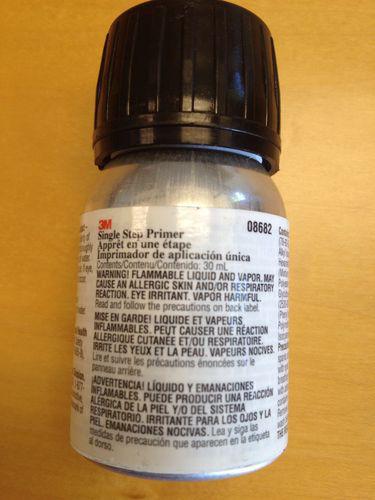 3M
08682
Single Step Primer
Apprêt en une étape
Imprimador de aplicación única
Contents/Contenu/Contenido: 30 mL
WARNING! FLAMMABLE LIQUID AND VAPOR. MAY
CAUSE AN ALLERGIC SKIN AND/OR RESPIRATORY
REACTION. EYE IRRITANT. VAPOR HARMFUL.
Read and follow the precautions on back label.
MISE EN GARDE! LIQUIDE ET VAPEURS
INFLAMMABLES. PEUT CAUSER UNE RÉACTION
ALLERGIQUE CUTANÉE ET/OU RESPIRATOIRE.
IRRITE LES YEUX ET LA PEAU. VAPEURS NOCIVES.
Lire et suivre les précautions énoncées sur le
panneau arrière.
¡ADVERTENCIA! LÍQUIDO Y EMANACIONES
INFLAMABLES. PUEDE PRODUCIR UNA REACCIÓN
ALÉRGICA DE LA PIEL Y/O DEL SISTEMA
RESPIRATORIO. IRRITANTE PARA LOS OJOS Y LA
PIEL. EMANACIONES NOCIVAS. Lea y siga las
medidas de precaución que aparecen en la etiqueta
al dorso.